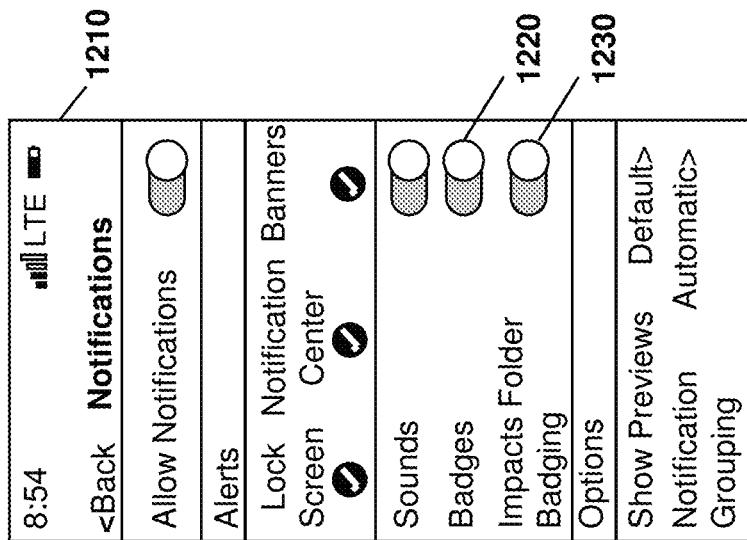 8:54 LTE
<Back Notifications
Allow Notifications
Alerts
Lock Notification Banners
Screen Center
Sounds
Badges
Impacts Folder
Badging
Options
Show Previews Default>
Notification Automatic>
Grouping
1210
1220
1230